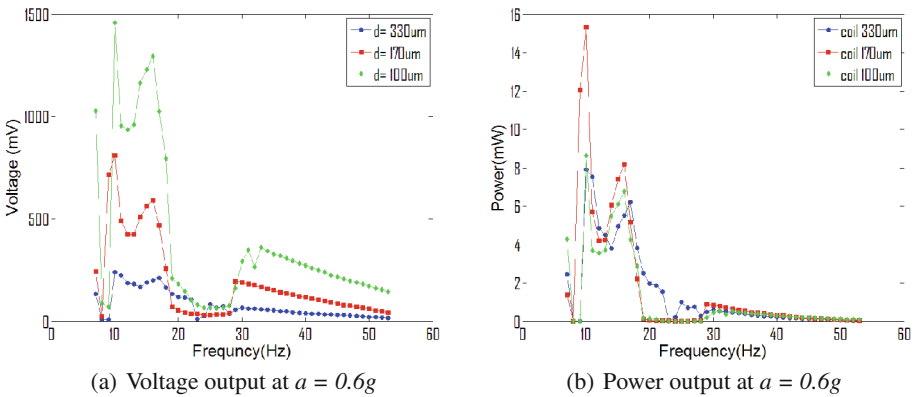 1500
1000
500
0
Voltage (mV)
0 10 20 30 40 50 60
Frequncy(Hz)
d= 330um
d= 170um
d= 100um
(a) Voltage output at a = 0.6g
16
14
12
10
8
6
4
2
0
Power(mW)
0 10 20 30 40 50 60
Frequency(Hz)
coil 330um
coil 170um
coil 100um
(b) Power output at a = 0.6g